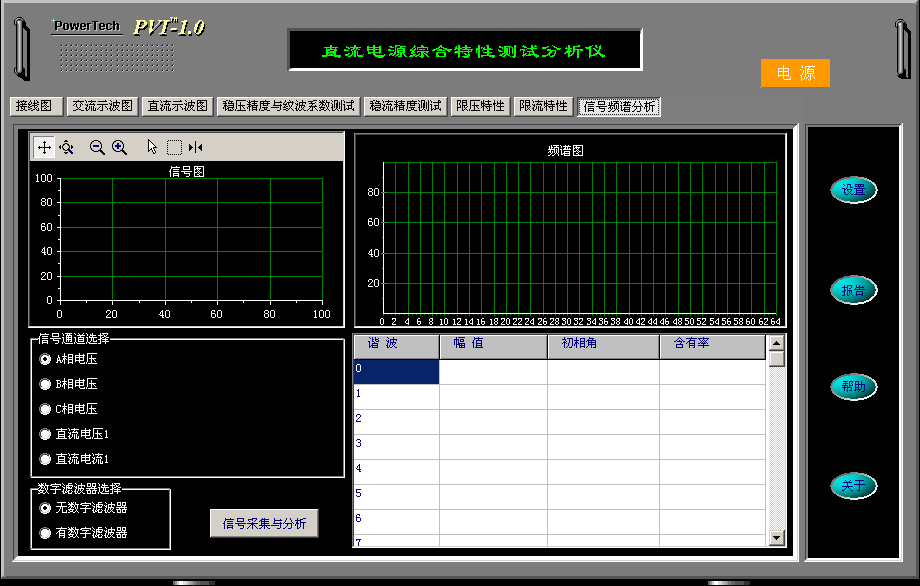 PowerTech PVI™-1.0
直流电源综合特性测试分析仪
电 源
接线图 交流示波图 直流示波图 稳压精度与纹波系数测试 稳流精度测试 限压特性 限流特性 信号频谱分析
信号图
100
80
60
40
20
0
0 20 40 60 80 100
频谱图
80
60
40
20
0 2 4 6 8 10 12 14 16 18 20 22 24 26 28 30 32 34 36 38 40 42 44 46 48 50 52 54 56 58 60 62 64
信号通道选择
A相电压
B相电压
C相电压
直流电压1
直流电流1
数字滤波器选择
无数字滤波器
有数字滤波器
信号采集与分析
谐 波 幅 值 初相角 含有率
0
1
2
3
4
5
6
7
设置
报告
帮助
关于